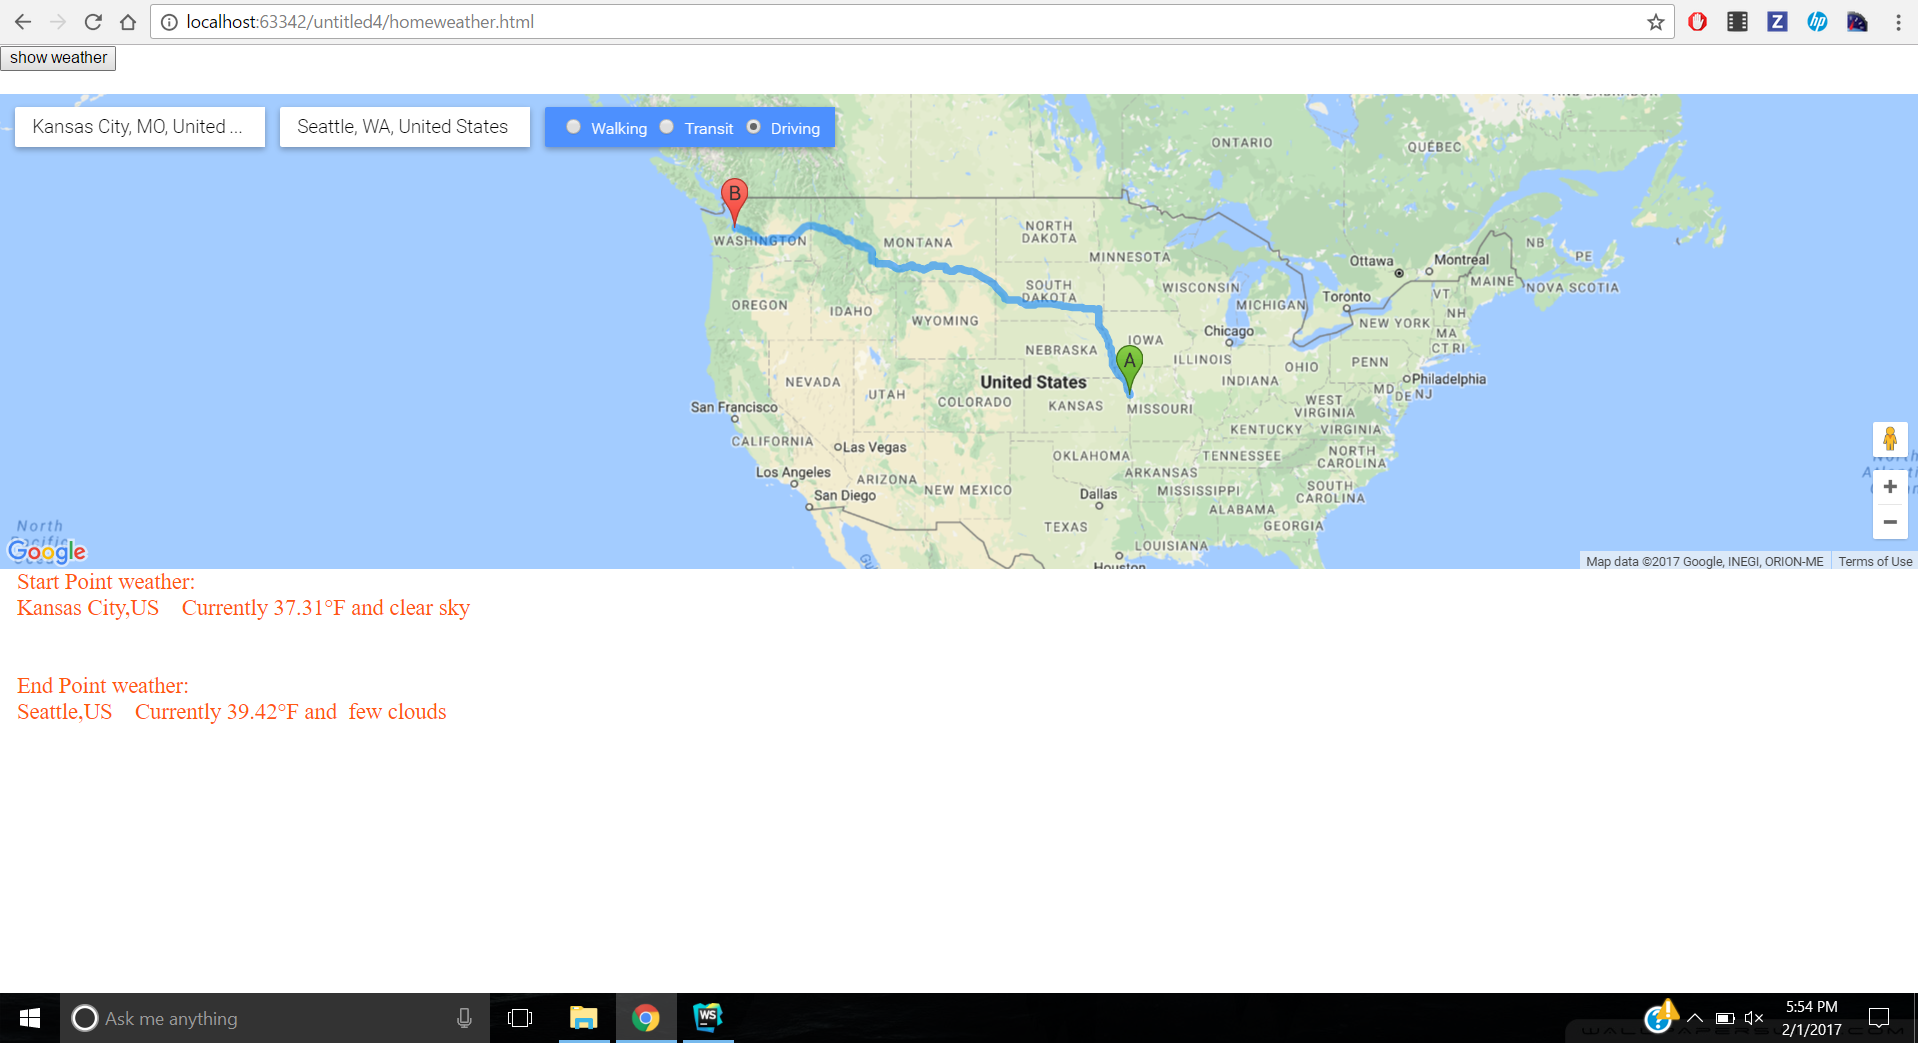 localhost:63342/untitled4/homeweather.html
show weather
Kansas City, MO, United ...
Seattle, WA, United States
Walking Transit Driving
ONTARIO
QUÉBEC
B
WASHINGTON
MONTANA
NORTH DAKOTA
MINNESOTA
Ottawa
Montreal
NB
PE
MAINE
NOVA SCOTIA
OREGON
IDAHO
WYOMING
SOUTH DAKOTA
WISCONSIN
MICHIGAN
Toronto
VT
NH
NEW YORK
MA
CT RI
Chicago
IOWA
NEBRASKA
A
ILLINOIS
INDIANA
OHIO
PENN
Philadelphia
MD
DE NJ
NEVADA
UTAH
COLORADO
United States
KANSAS
MISSOURI
WEST VIRGINIA
KENTUCKY
VIRGINIA
San Francisco
CALIFORNIA
Las Vegas
Los Angeles
San Diego
ARIZONA
NEW MEXICO
OKLAHOMA
ARKANSAS
TENNESSEE
NORTH CAROLINA
SOUTH CAROLINA
Dallas
MISSISSIPPI
ALABAMA
GEORGIA
TEXAS
LOUISIANA
Houston
North
Pacific
Google
Map data ©2017 Google, INEGI, ORION-ME
Terms of Use
Start Point weather:
Kansas City,US Currently 37.31°F and clear sky
End Point weather:
Seattle,US Currently 39.42°F and few clouds
Ask me anything
WS
5:54 PM
2/1/2017